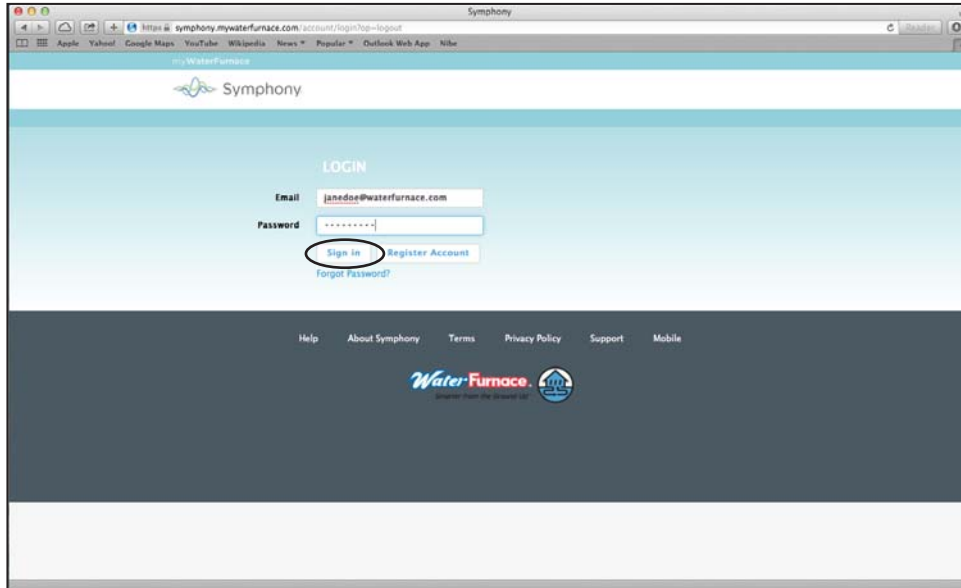 Symphony
https symphony.mywaterfurnace.com/account/login?op=logout Reader
Apple Yahoo! Google Maps YouTube Wikipedia News Popular Outlook Web App Nibe
myWaterFurnace
Symphony
LOGIN
Email janedoe@waterfurnace.com
Password ---------
Sign in Register Account
Forgot Password?
Help About Symphony Terms Privacy Policy Support Mobile
WaterFurnace.
Smarter from the Ground Up